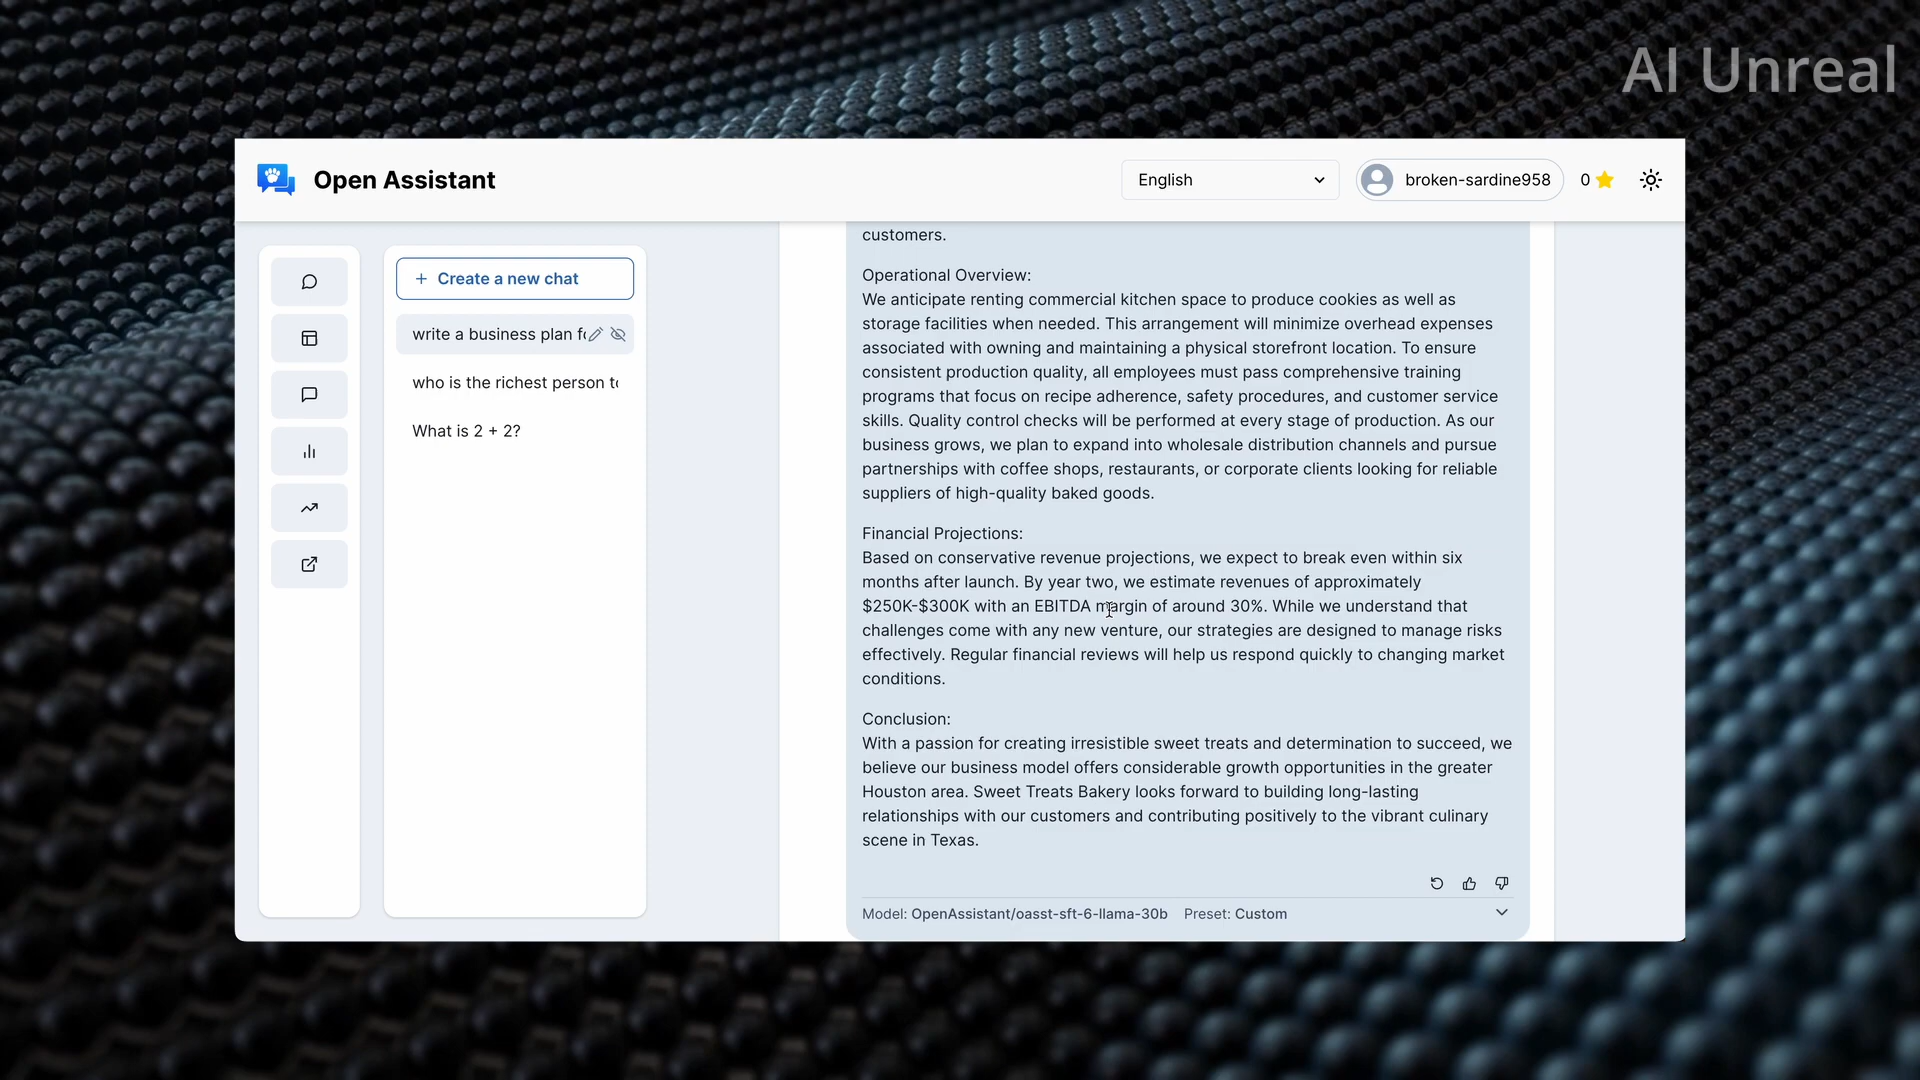 AI Unreal
Open Assistant
English
broken-sardine958
0
+ Create a new chat
write a business plan
who is the richest person
What is 2 + 2?
customers.
Operational Overview:
We anticipate renting commercial kitchen space to produce cookies as well as
storage facilities when needed. This arrangement will minimize overhead expenses
associated with owning and maintaining a physical storefront location. To ensure
consistent production quality, all employees must pass comprehensive training
programs that focus on recipe adherence, safety procedures, and customer service
skills. Quality control checks will be performed at every stage of production. As our
business grows, we plan to expand into wholesale distribution channels and pursue
partnerships with coffee shops, restaurants, or corporate clients looking for reliable
suppliers of high-quality baked goods.
Financial Projections:
Based on conservative revenue projections, we expect to break even within six
months after launch. By year two, we estimate revenues of approximately
$250K-$300K with an EBITDA margin of around 30%. While we understand that
challenges come with any new venture, our strategies are designed to manage risks
effectively. Regular financial reviews will help us respond quickly to changing market
conditions.
Conclusion:
With a passion for creating irresistible sweet treats and determination to succeed, we
believe our business model offers considerable growth opportunities in the greater
Houston area. Sweet Treats Bakery looks forward to building long-lasting
relationships with our customers and contributing positively to the vibrant culinary
scene in Texas.
Model: OpenAssistant/oasst-sft-6-llama-30b Preset: Custom